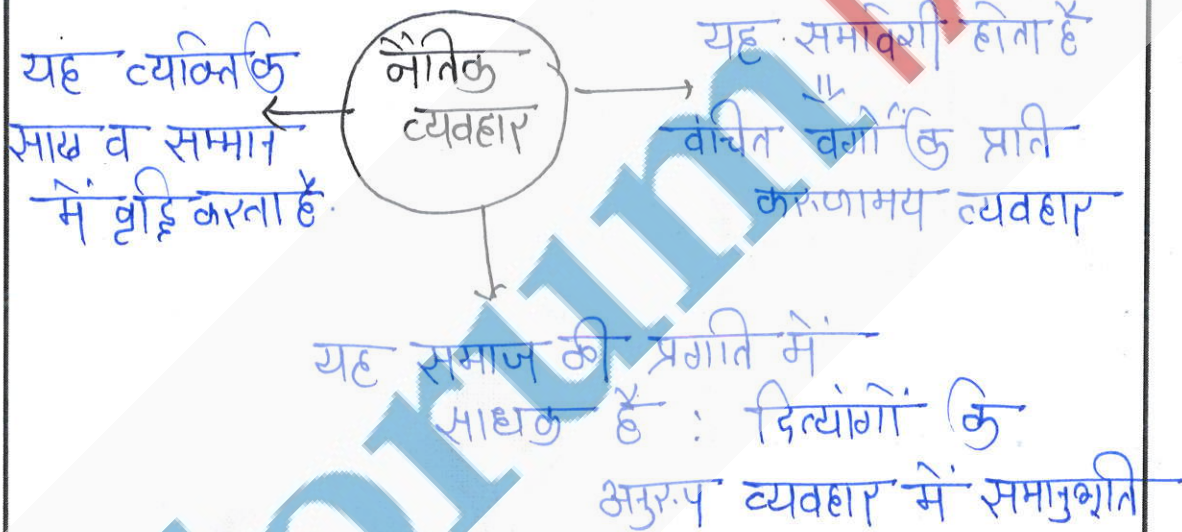 नैतिक
व्यवहार
यह व्यक्ति कि
साख व सम्मान
में वृद्धि करता है.
यह समावेशी होता है
वंचित वर्गों कि प्रति
करुणामय व्यवहार
यह समाज की प्रगति में
साधक है : दिव्यांगों कि
अनुरुप व्यवहार में समानुभूति